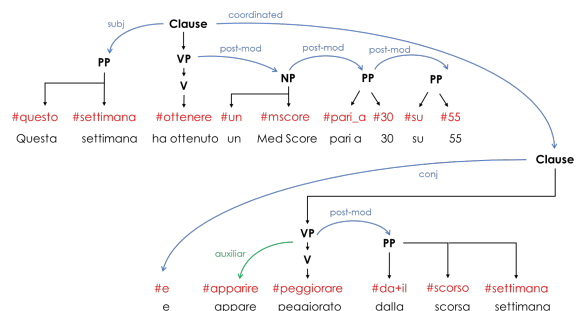 subj Clause coordinated
PP VP post-mod NP post-mod PP post-mod PP
V
#questo #settimana #ottenere #un #mscore #pari_a #30 #su #55
Questa settimana ha ottenuto un Med Score pari a 30 su 55
Clause
conj
VP post-mod PP
auxiliar V
#e #apparire #peggiorare #da+il #scorso #settimana
e appare peggiorato dalla scorsa settimana